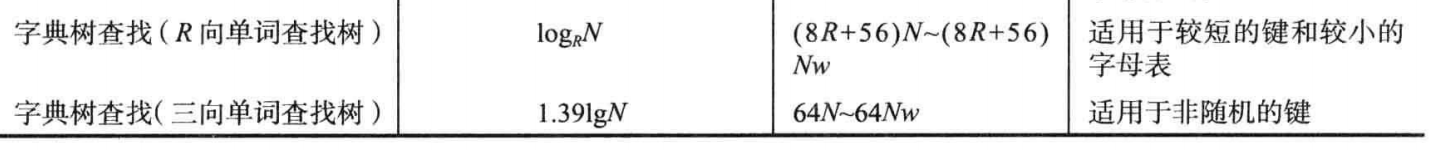 字典树查找（R 向单词查找树） log_R N (8R+56)N~(8R+56) 适用于较短的键和较小的
Nw 字母表
字典树查找（三向单词查找树） 1.39lgN 64N~64Nw 适用于非随机的键